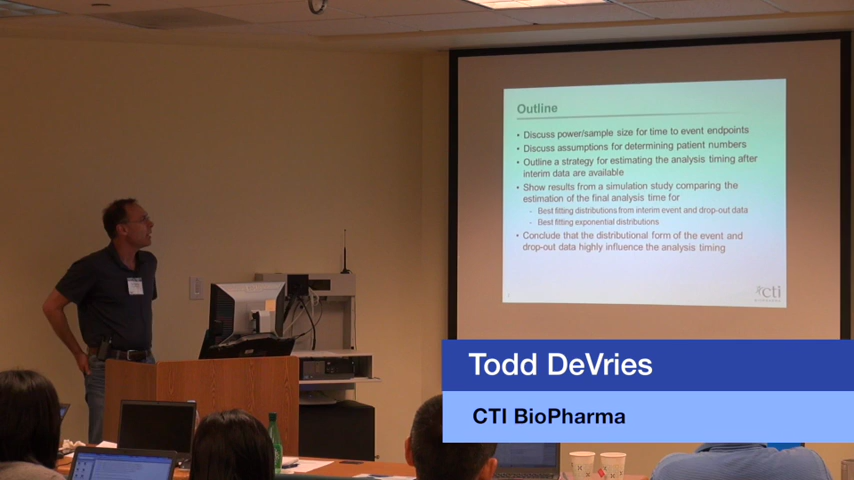 Outline
• Discuss power/sample size for time to event endpoints
• Discuss assumptions for determining patient numbers
• Outline a strategy for estimating the analysis timing after
interim data are available
• Show results from a simulation study comparing the
estimation of the final analysis time for
- Best fitting distributions from interim event and drop-out data
- Best fitting exponential distributions
• Conclude that the distributional form of the event and
drop-out data highly influence the analysis timing
cti
Todd DeVries
CTI BioPharma